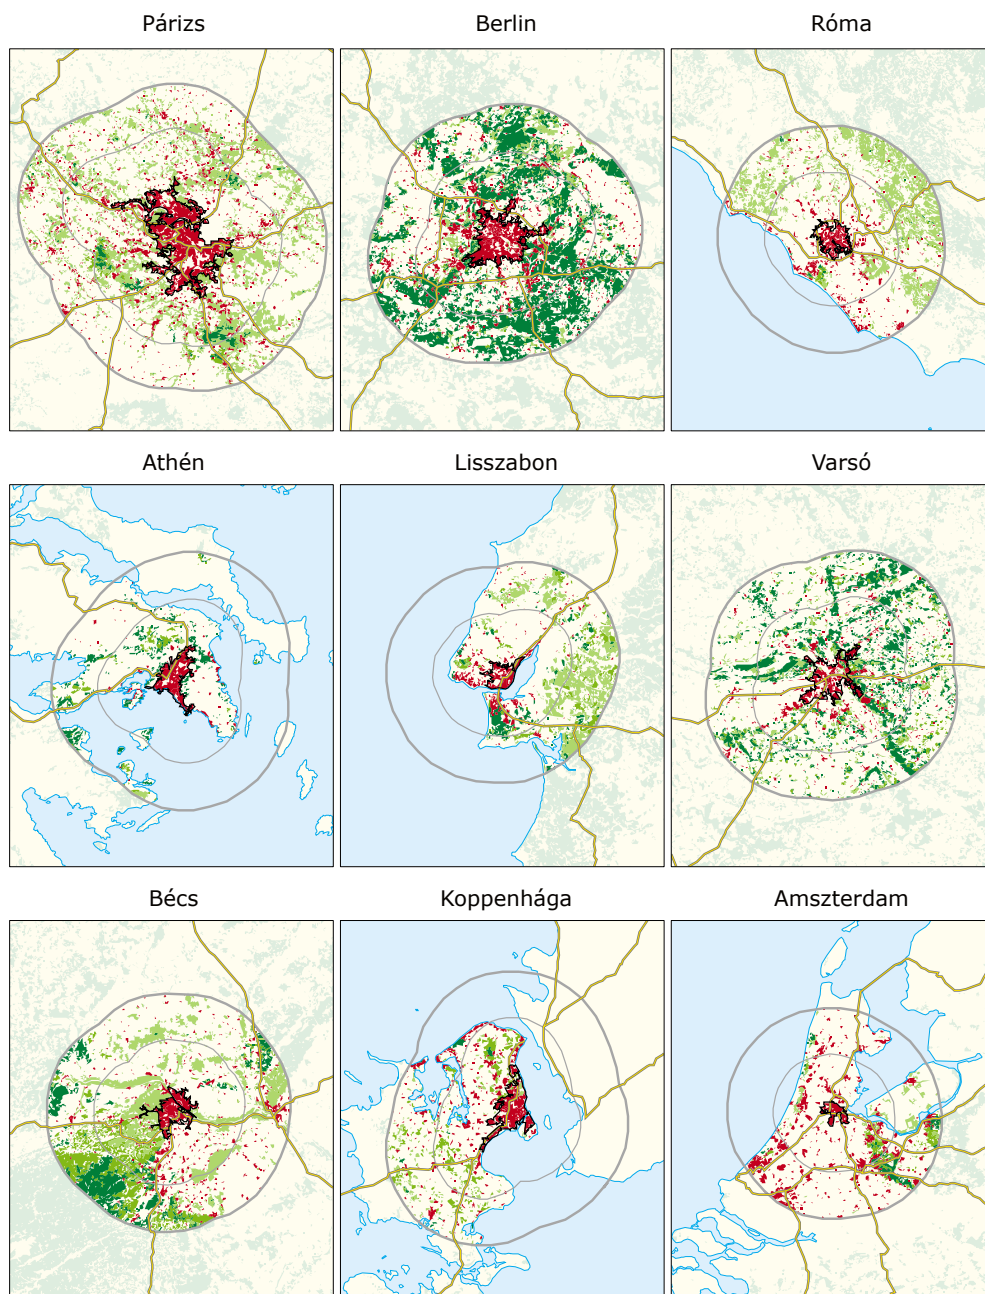 Párizs
Berlin
Róma
Athén
Lisszabon
Varsó
Bécs
Koppenhága
Amszterdam